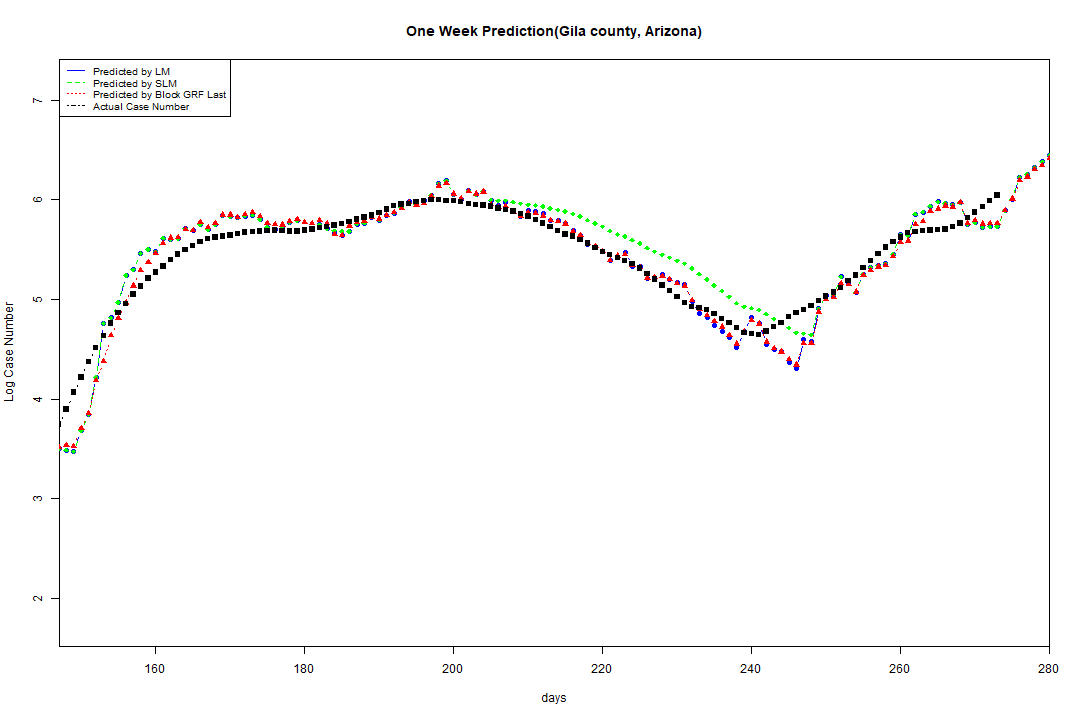 One Week Prediction(Gila county, Arizona)
Predicted by LM
Predicted by SLM
Predicted by Block GRF Last
Actual Case Number
7
6
5
4
3
2
Log Case Number
160 180 200 220 240 260 280
days